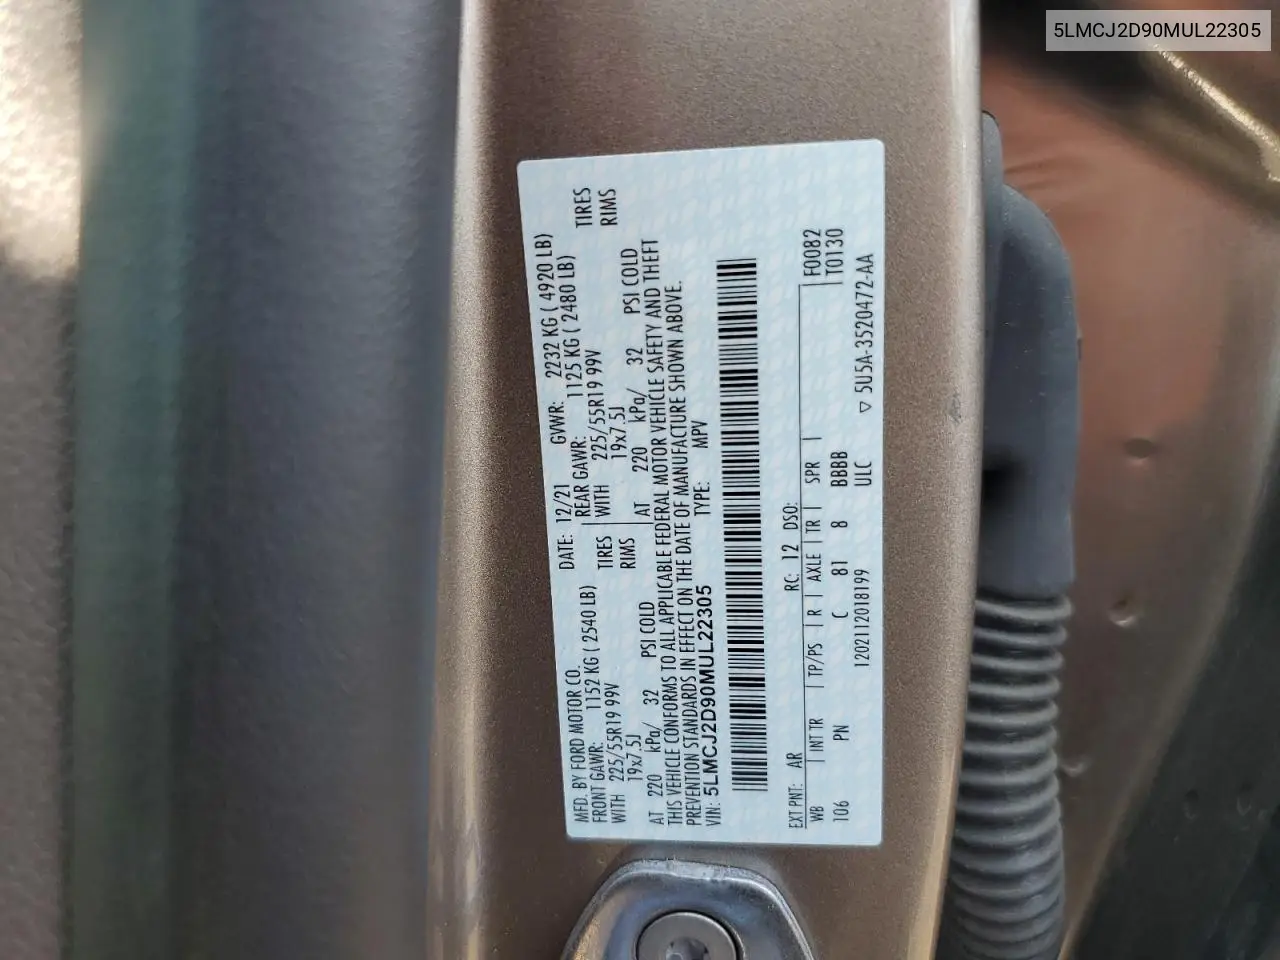 5LMCJ2D90MUL22305
MFD. BY FORD MOTOR CO. DATE: 12/21 GVWR: 2232 KG ( 4920 LB)
FRONT GAWR: 1152 KG ( 2540 LB) REAR GAWR: 1125 KG ( 2480 LB)
WITH 225/55R19 99V TIRES WITH 225/55R19 99V TIRES
19x7.5J RIMS 19x7.5J RIMS
AT 220 kPa/ 32 PSI COLD AT 220 kPa/ 32 PSI COLD
THIS VEHICLE CONFORMS TO ALL APPLICABLE FEDERAL MOTOR VEHICLE SAFETY AND THEFT
PREVENTION STANDARDS IN EFFECT ON THE DATE OF MANUFACTURE SHOWN ABOVE.
VIN: 5LMCJ2D90MUL22305 TYPE: MPV
EXT PNT: AR RC: 12 DSO: F0082
WB INT TR TP/PS R AXLE TR SPR T0130
106 PN C 81 8 BBBB
1202112018199 ULC ▽ 5U5A-3520472-AA